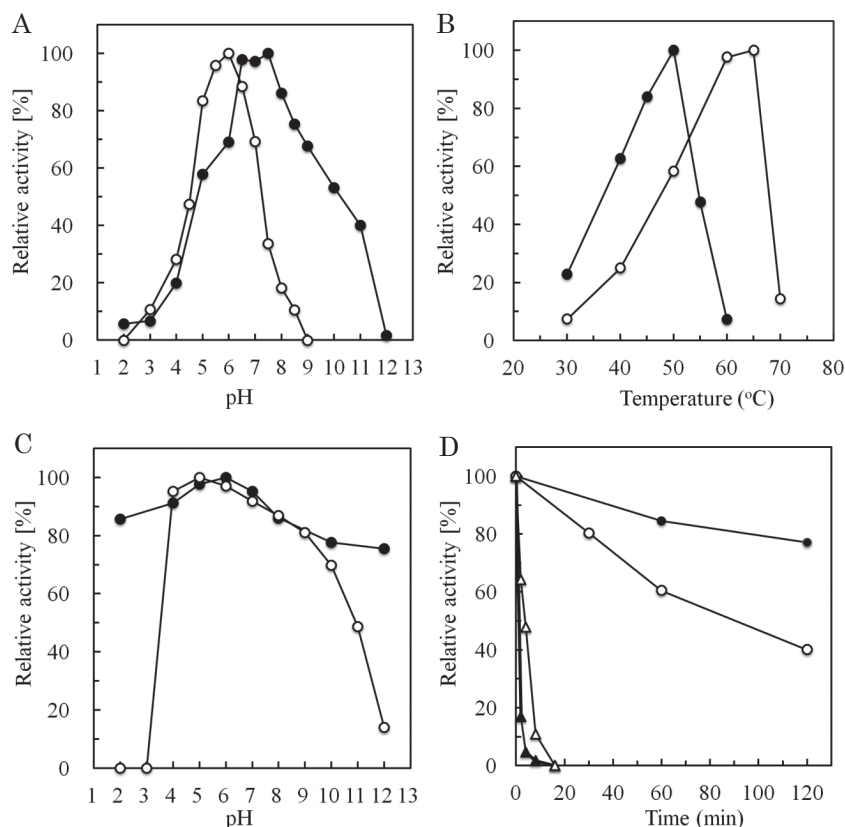 A
Relative activity [%]
100
80
60
40
20
0
1 2 3 4 5 6 7 8 9 10 11 12 13
pH
B
Relative activity [%]
100
80
60
40
20
0
20 30 40 50 60 70 80
Temperature (°C)
C
Relative activity [%]
100
80
60
40
20
0
1 2 3 4 5 6 7 8 9 10 11 12 13
pH
D
Relative activity [%]
100
80
60
40
20
0
0 20 40 60 80 100 120
Time (min)